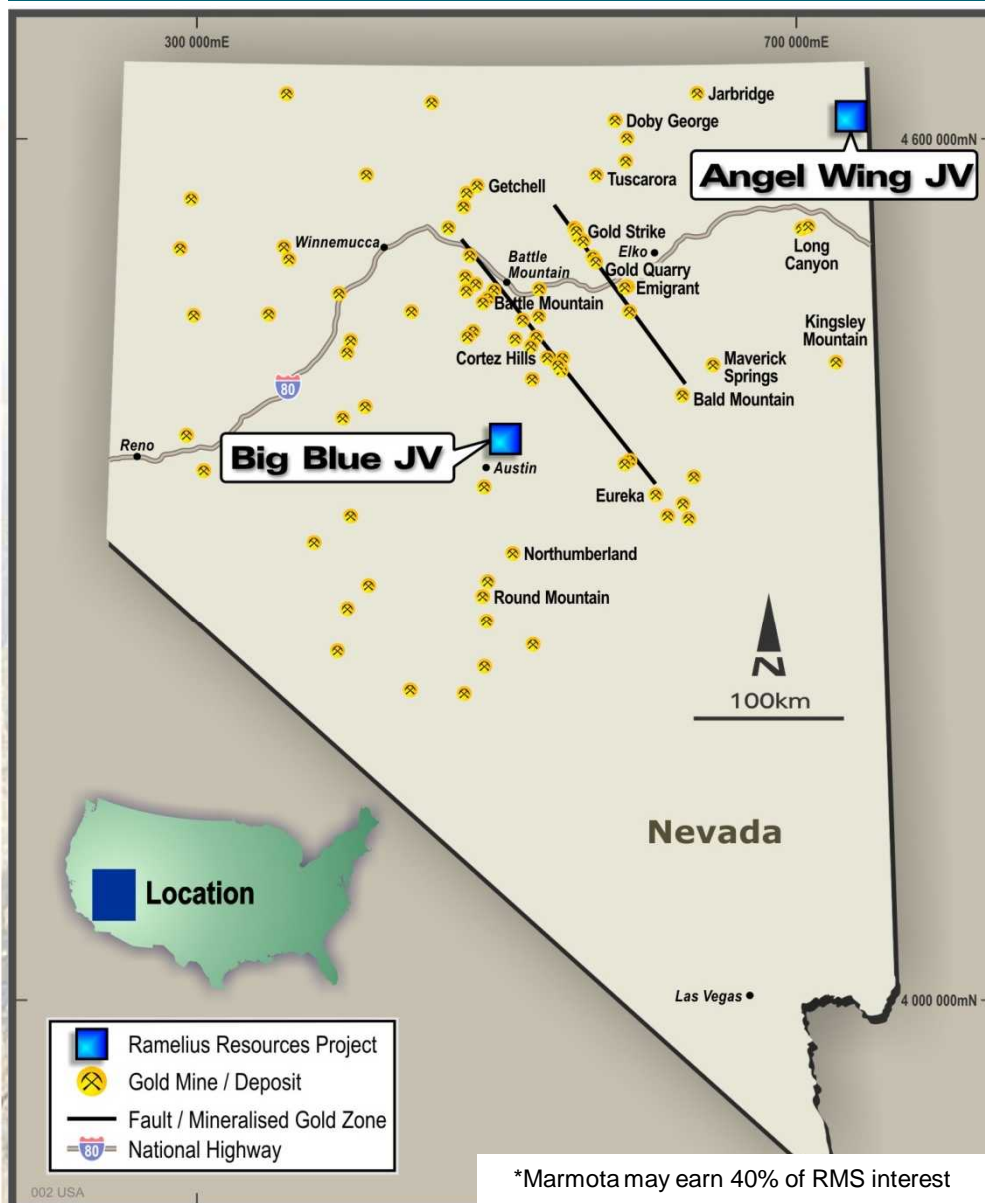 300 000mE
700 000mE
Jarbridge
Doby George
4 600 000mN
Angel Wing JV
Tuscarora
Getchell
Gold Strike
Winnemucca
Elko
Long
Canyon
Battle
Mountain
Gold Quarry
Emigrant
Battle Mountain
Kingsley
Mountain
Cortez Hills
Maverick
Springs
80
Bald Mountain
Reno
Big Blue JV
Austin
Eureka
Northumberland
Round Mountain
N
100km
Nevada
Location
Las Vegas
4 000 000mN
Ramelius Resources Project
Gold Mine / Deposit
Fault / Mineralised Gold Zone
80 National Highway
*Marmota may earn 40% of RMS interest
002 USA